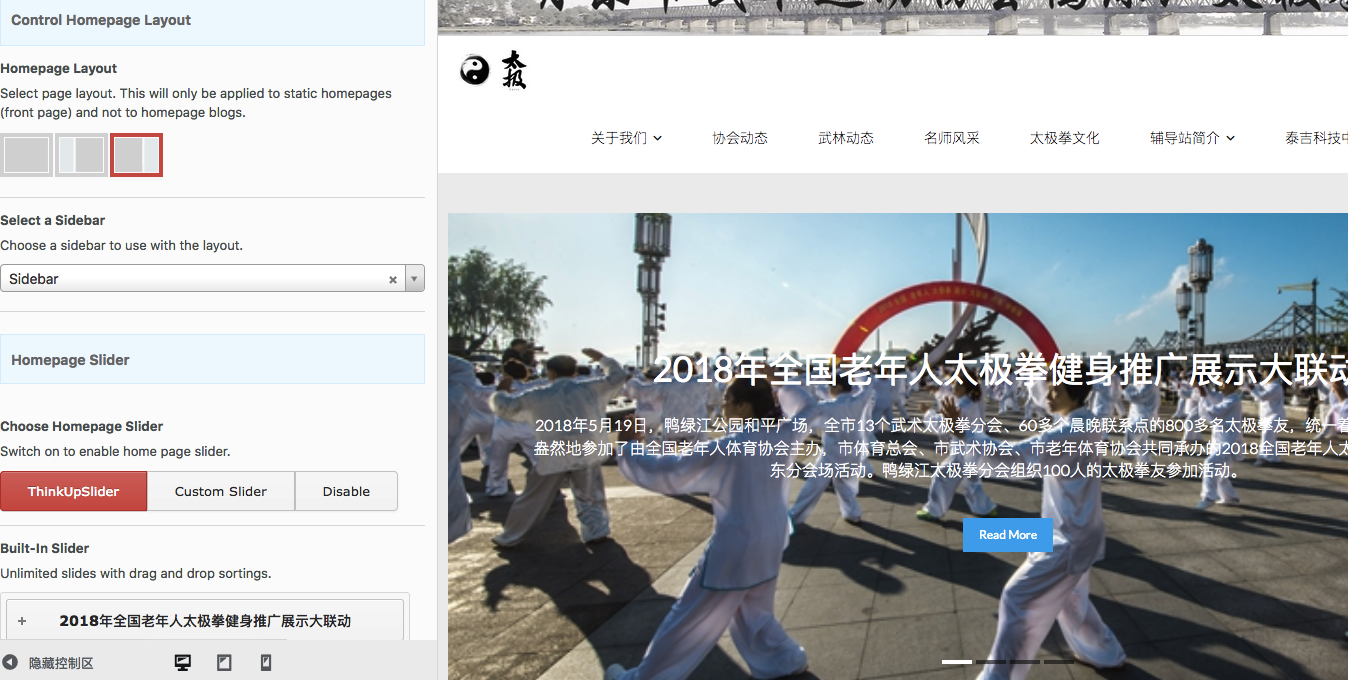 Control Homepage Layout
Homepage Layout
Select page layout. This will only be applied to static homepages
(front page) and not to homepage blogs.
Select a Sidebar
Choose a sidebar to use with the layout.
Sidebar
Homepage Slider
Choose Homepage Slider
Switch on to enable home page slider.
ThinkUpSlider Custom Slider Disable
Built-In Slider
Unlimited slides with drag and drop sortings.
+ 2018年全国老年人太极拳健身推广展示大联动
隐藏控制区
太极
关于我们 协会动态 武林动态 名师风采 太极拳文化 辅导站简介 泰吉科技中
2018年全国老年人太极拳健身推广展示大联动
2018年5月19日，鸭绿江公园和平广场，全市13个武术太极拳分会、60多个晨晚联系点的800多名太极拳友，统一着
盎然地参加了由全国老年人体育协会主办，市体育总会、市武术协会、市老年体育协会共同承办的2018全国老年人太
东分会场活动。鸭绿江太极拳分会组织100人的太极拳友参加活动。
Read More